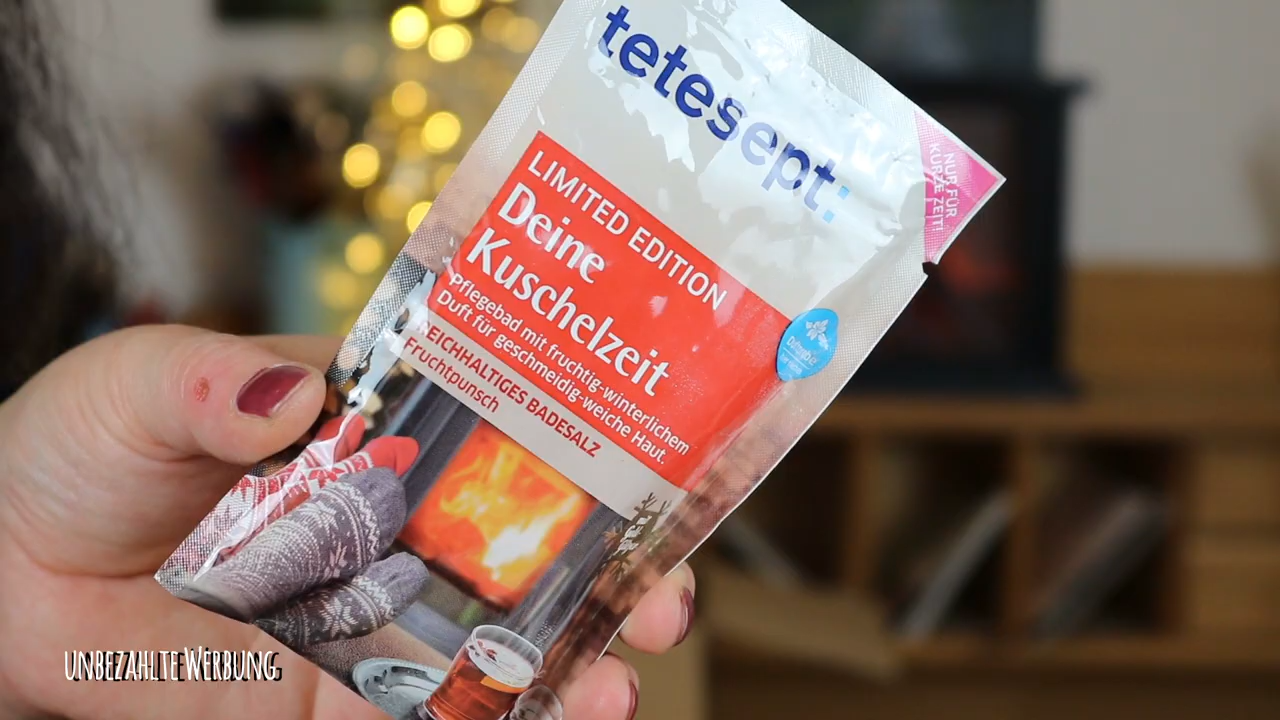 tetesept:
NUR FÜR
KURZE ZEIT!
LIMITED EDITION
Deine
Kuschelzeit
Pflegebad mit fruchtig-winterlichem
Duft für geschmeidig-weiche Haut.
REICHHALTIGES BADESALZ
Fruchtpunsch
UNBEZAHLTE WERBUNG